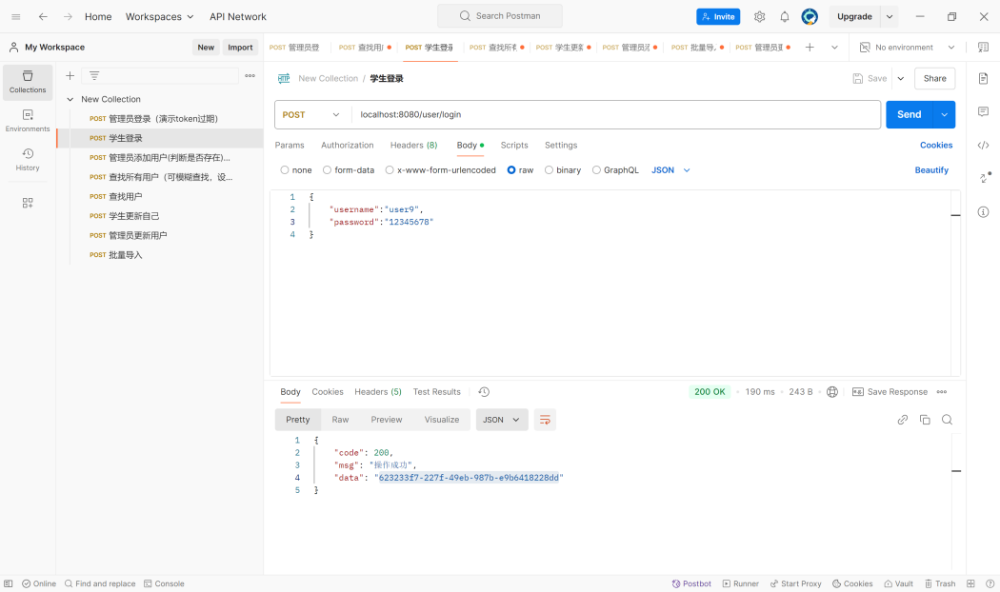 Home Workspaces API Network Search Postman Invite Upgrade
My Workspace New Import POST 管理员登 POST 查找用 POST 学生登录 POST 查找所有 POST 学生更新 POST 管理员 POST 批量导 POST 管理员更 No environment
Collections
Environments
History
New Collection
POST 管理员登录（演示token过期）
POST 学生登录
POST 管理员添加用户(判断是否存在)...
POST 查找所有用户（可模糊查找，设...
POST 查找用户
POST 学生更新自己
POST 管理员更新用户
POST 批量导入
HTTP New Collection / 学生登录 Save Share
POST localhost:8080/user/login Send
Params Authorization Headers (8) Body Scripts Settings Cookies
none form-data x-www-form-urlencoded raw binary GraphQL JSON Beautify
1 {
2 "username":"user9",
3 "password":"12345678"
4 }
Body Cookies Headers (5) Test Results 200 OK 190 ms 243 B Save Response
Pretty Raw Preview Visualize JSON
1 {
2 "code": 200,
3 "msg": "操作成功",
4 "data": "623233f7-227f-49eb-987b-e9b6418228dd"
5 }
Online Find and replace Console Postbot Runner Start Proxy Cookies Vault Trash